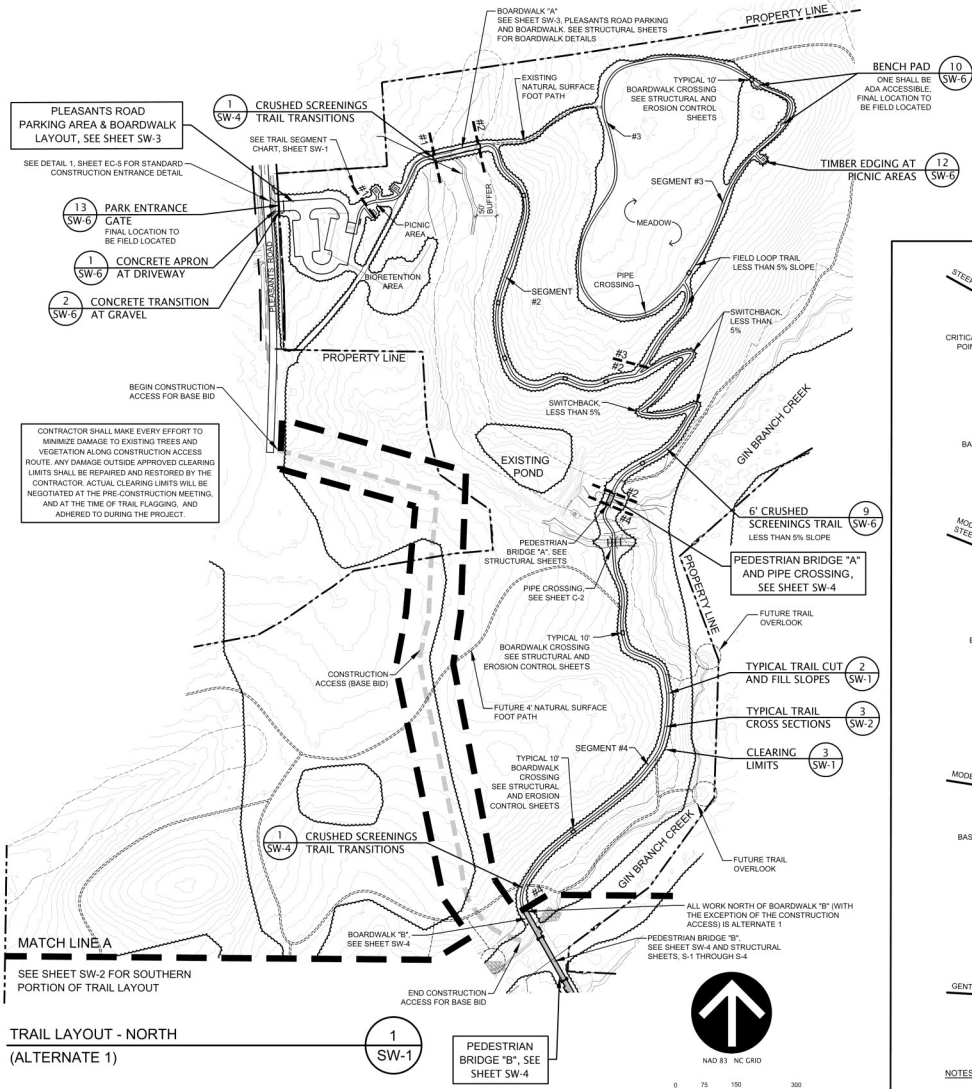 BOARDWALK "A"
SEE SHEET SW-3, PLEASANTS ROAD PARKING
AND BOARDWALK. SEE STRUCTURAL SHEETS
FOR BOARDWALK DETAILS
PROPERTY LINE
BENCH PAD
10
SW-6
ONE SHALL BE
ADA ACCESSIBLE,
FINAL LOCATION TO
BE FIELD LOCATED
TYPICAL 10'
BOARDWALK CROSSING
SEE STRUCTURAL AND
EROSION CONTROL
SHEETS
EXISTING
NATURAL SURFACE
FOOT PATH
1
SW-4
CRUSHED SCREENINGS
TRAIL TRANSITIONS
PLEASANTS ROAD
PARKING AREA & BOARDWALK
LAYOUT, SEE SHEET SW-3
SEE TRAIL SEGMENT
CHART, SHEET SW-1
#1
#1
#2
#3
SEE DETAIL 1, SHEET EC-5 FOR STANDARD
CONSTRUCTION ENTRANCE DETAIL
TIMBER EDGING AT
PICNIC AREAS
12
SW-6
SEGMENT #3
13
SW-6
PARK ENTRANCE
GATE
FINAL LOCATION TO
BE FIELD LOCATED
50'
BUFFER
PICNIC
AREA
MEADOW
1
SW-6
CONCRETE APRON
AT DRIVEWAY
BIORETENTION
AREA
FIELD LOOP TRAIL
LESS THAN 5% SLOPE
PIPE
CROSSING
2
SW-6
CONCRETE TRANSITION
AT GRAVEL
PLEASANTS ROAD
SEGMENT
#2
SWITCHBACK,
LESS THAN
5%
PROPERTY LINE
#3
#2
BEGIN CONSTRUCTION
ACCESS FOR BASE BID
SWITCHBACK,
LESS THAN 5%
GIN BRANCH CREEK
CONTRACTOR SHALL MAKE EVERY EFFORT TO
MINIMIZE DAMAGE TO EXISTING TREES AND
VEGETATION ALONG CONSTRUCTION ACCESS
ROUTE. ANY DAMAGE OUTSIDE APPROVED CLEARING
LIMITS SHALL BE REPAIRED AND RESTORED BY THE
CONTRACTOR. ACTUAL CLEARING LIMITS WILL BE
NEGOTIATED AT THE PRE-CONSTRUCTION MEETING,
AND AT THE TIME OF TRAIL FLAGGING, AND
ADHERED TO DURING THE PROJECT.
EXISTING
POND
#2
#4
6' CRUSHED
SCREENINGS TRAIL
LESS THAN 5% SLOPE
9
SW-6
PEDESTRIAN
BRIDGE "A", SEE
STRUCTURAL SHEETS
PEDESTRIAN BRIDGE "A"
AND PIPE CROSSING,
SEE SHEET SW-4
PIPE CROSSING,
SEE SHEET C-2
PROPERTY LINE
FUTURE TRAIL
OVERLOOK
TYPICAL 10'
BOARDWALK CROSSING
SEE STRUCTURAL AND
EROSION CONTROL SHEETS
TYPICAL TRAIL CUT
AND FILL SLOPES
2
SW-1
CONSTRUCTION
ACCESS (BASE BID)
FUTURE 4' NATURAL SURFACE
FOOT PATH
TYPICAL TRAIL
CROSS SECTIONS
3
SW-2
SEGMENT #4
CLEARING
LIMITS
3
SW-1
TYPICAL 10'
BOARDWALK
CROSSING
SEE STRUCTURAL
AND EROSION
CONTROL SHEETS
1
SW-4
CRUSHED SCREENINGS
TRAIL TRANSITIONS
GIN BRANCH CREEK
FUTURE TRAIL
OVERLOOK
#4
ALL WORK NORTH OF BOARDWALK "B" (WITH
THE EXCEPTION OF THE CONSTRUCTION
ACCESS) IS ALTERNATE 1
BOARDWALK "B",
SEE SHEET SW-4
PEDESTRIAN BRIDGE "B",
SEE SHEET SW-4 AND STRUCTURAL
SHEETS, S-1 THROUGH S-4
MATCH LINE A
SEE SHEET SW-2 FOR SOUTHERN
PORTION OF TRAIL LAYOUT
END CONSTRUCTION
ACCESS FOR BASE BID
TRAIL LAYOUT - NORTH
(ALTERNATE 1)
1
SW-1
PEDESTRIAN
BRIDGE "B", SEE
SHEET SW-4
NAD 83 NC GRID
0 75 150 300
NOTES